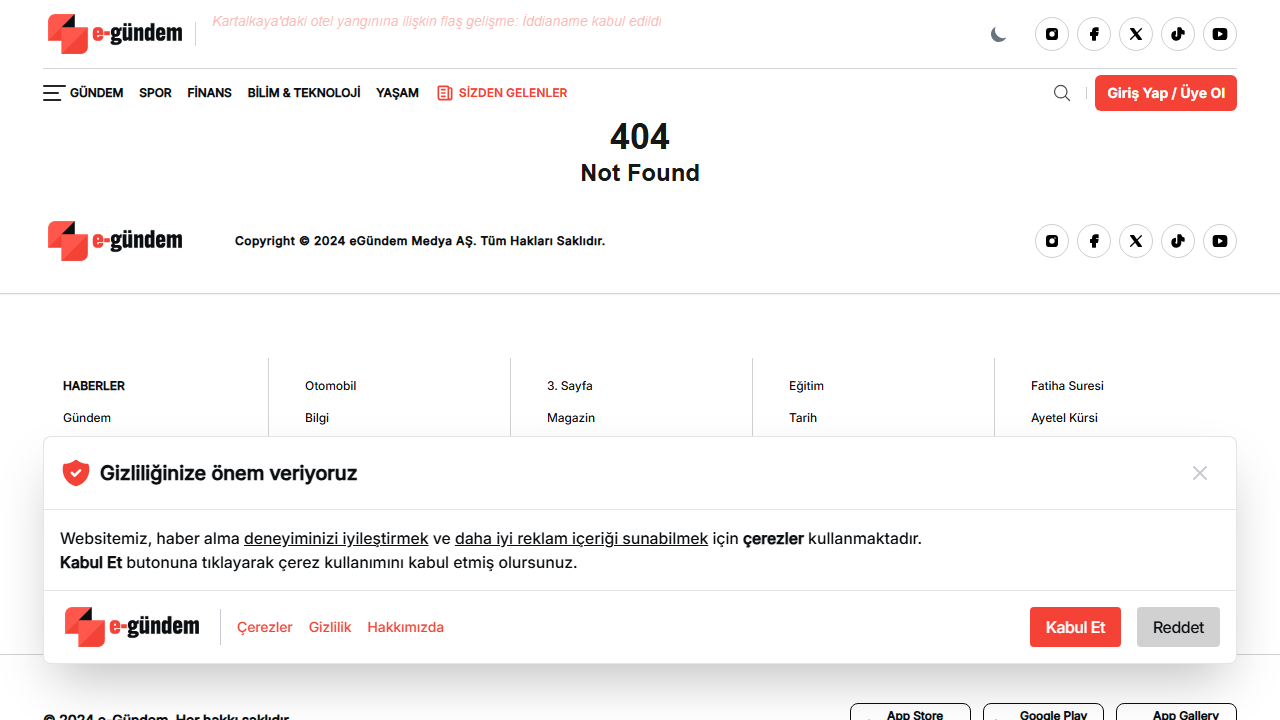 e-gündem
Kartalkaya'daki otel yangınına ilişkin flaş gelişme: İddianame kabul edildi
GÜNDEM SPOR FİNANS BİLİM & TEKNOLOJİ YAŞAM SİZDEN GELENLER
Giriş Yap / Üye Ol
404
Not Found
e-gündem
Copyright © 2024 eGündem Medya AŞ. Tüm Hakları Saklıdır.
HABERLER Otomobil 3. Sayfa Eğitim Fatiha Suresi
Gündem Bilgi Magazin Tarih Ayetel Kürsi
Gizliliğinize önem veriyoruz
Websitemiz, haber alma deneyiminizi iyileştirmek ve daha iyi reklam içeriği sunabilmek için çerezler kullanmaktadır.
Kabul Et butonuna tıklayarak çerez kullanımını kabul etmiş olursunuz.
e-gündem
Çerezler Gizlilik Hakkımızda
Kabul Et Reddet
© 2024 e-Gündem. Her hakkı saklıdır.
App Store Google Play App Gallery